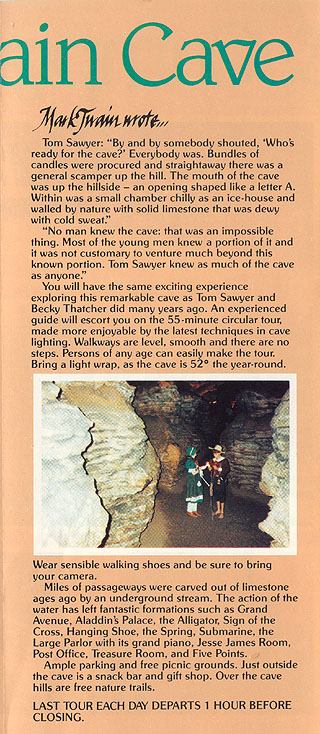 ain Cave
Mark Twain wrote...
Tom Sawyer: “By and by somebody shouted, ‘Who's
ready for the cave?’ Everybody was. Bundles of
candles were procured and straightaway there was a
general scamper up the hill. The mouth of the cave
was up the hillside – an opening shaped like a letter A.
Within was a small chamber chilly as an ice-house and
walled by nature with solid limestone that was dewy
with cold sweat.”
“No man knew the cave: that was an impossible
thing. Most of the young men knew a portion of it and
it was not customary to venture much beyond this
known portion. Tom Sawyer knew as much of the cave
as anyone.”
You will have the same exciting experience
exploring this remarkable cave as Tom Sawyer and
Becky Thatcher did many years ago. An experienced
guide will escort you on the 55-minute circular tour,
made more enjoyable by the latest techniques in cave
lighting. Walkways are level, smooth and there are no
steps. Persons of any age can easily make the tour.
Bring a light wrap, as the cave is 52° the year-round.
Wear sensible walking shoes and be sure to bring
your camera.
Miles of passageways were carved out of limestone
ages ago by an underground stream. The action of the
water has left fantastic formations such as Grand
Avenue, Aladdin's Palace, the Alligator, Sign of the
Cross, Hanging Shoe, the Spring, Submarine, the
Large Parlor with its grand piano, Jesse James Room,
Post Office, Treasure Room, and Five Points.
Ample parking and free picnic grounds. Just outside
the cave is a snack bar and gift shop. Over the cave
hills are free nature trails.
LAST TOUR EACH DAY DEPARTS 1 HOUR BEFORE
CLOSING.